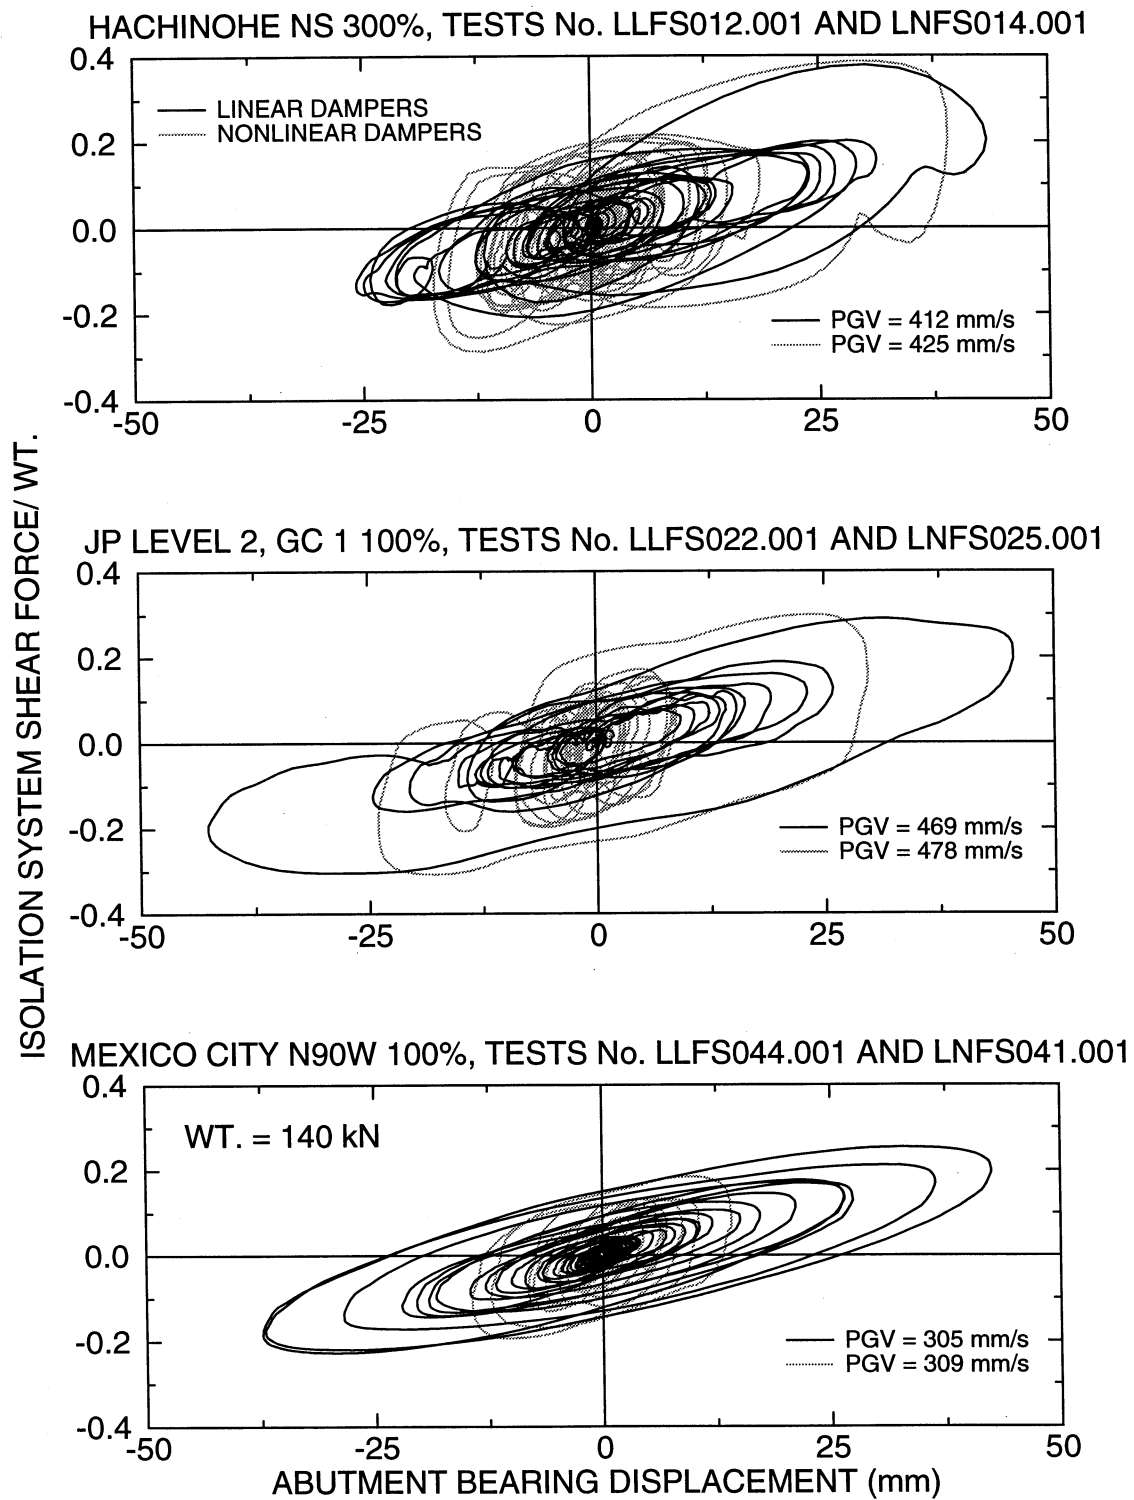 HACHINOHE NS 300%, TESTS No. LLFS012.001 AND LNFS014.001
0.4
LINEAR DAMPERS
NONLINEAR DAMPERS
0.2
0.0
-0.2
PGV = 412 mm/s
PGV = 425 mm/s
-0.4
-50 -25 0 25 50
ISOLATION SYSTEM SHEAR FORCE/ WT.
JP LEVEL 2, GC 1 100%, TESTS No. LLFS022.001 AND LNFS025.001
0.4
0.2
0.0
-0.2
PGV = 469 mm/s
PGV = 478 mm/s
-0.4
-50 -25 0 25 50
MEXICO CITY N90W 100%, TESTS No. LLFS044.001 AND LNFS041.001
0.4
WT. = 140 kN
0.2
0.0
-0.2
PGV = 305 mm/s
PGV = 309 mm/s
-0.4
-50 -25 0 25 50
ABUTMENT BEARING DISPLACEMENT (mm)